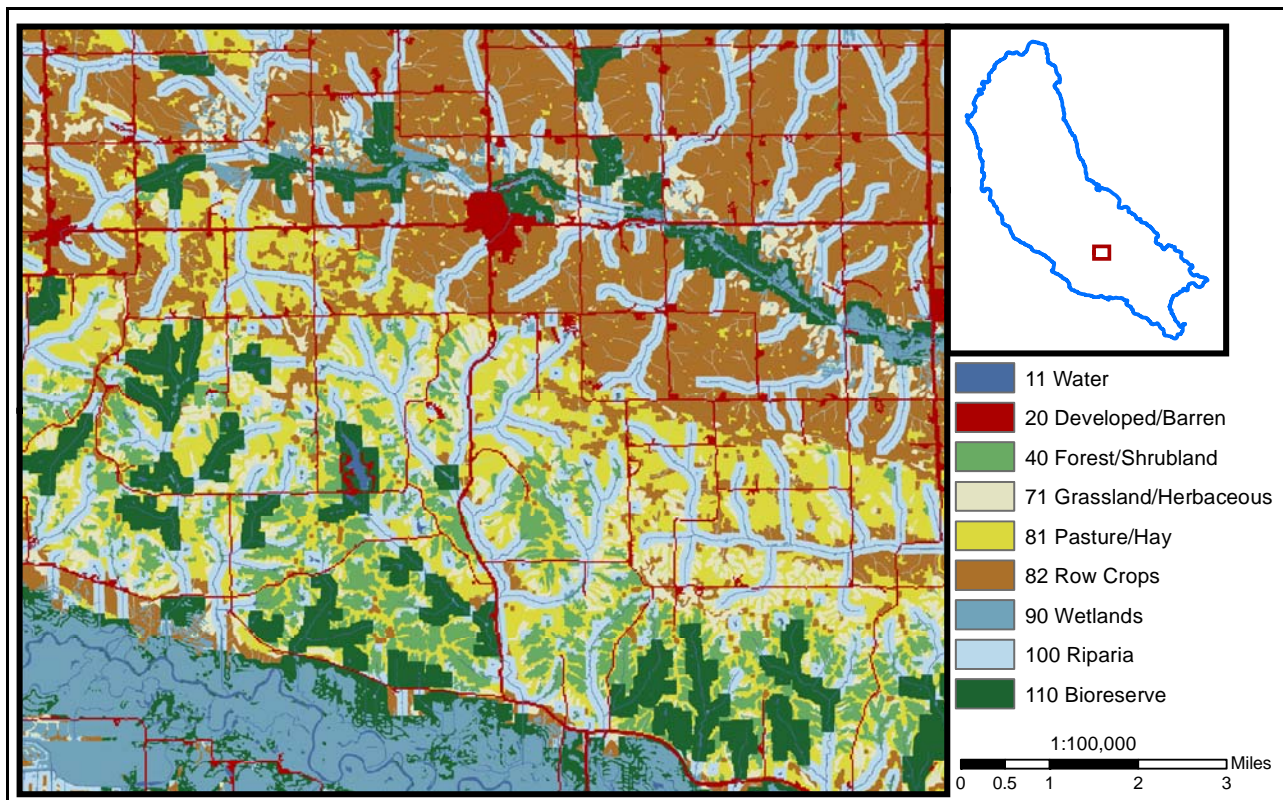 11 Water
20 Developed/Barren
40 Forest/Shrubland
71 Grassland/Herbaceous
81 Pasture/Hay
82 Row Crops
90 Wetlands
100 Riparia
110 Bioreserve
1:100,000
Miles
0 0.5 1 2 3